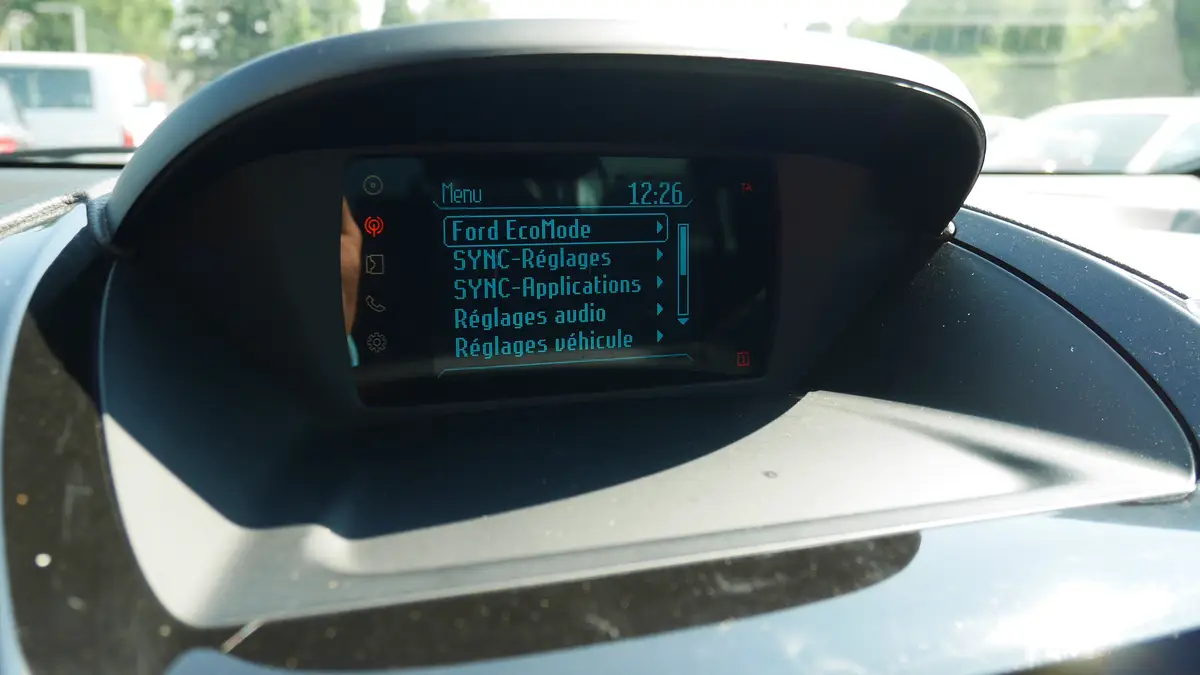 Menu 12:26 TA
Ford EcoMode
SYNC-Réglages
SYNC-Applications
Réglages audio
Réglages véhicule